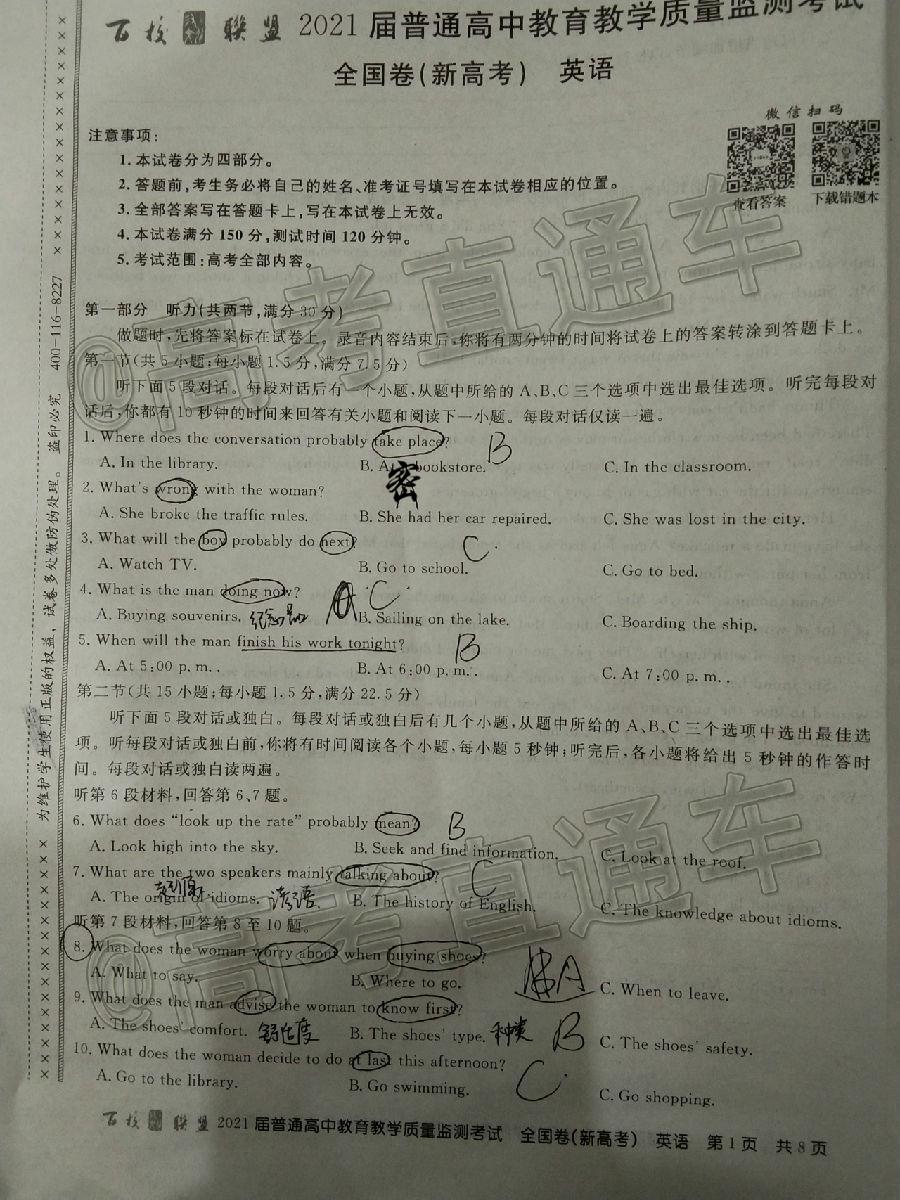 百校联盟 2021届普通高中教育教学质量监测考试
全国卷(新高考) 英语
微信扫码
查看答案 下载错题本
注意事项:
1.本试卷分为四部分。
2.答题前,考生务必将自己的姓名、准考证号填写在本试卷相应的位置。
3.全部答案写在答题卡上,写在本试卷上无效。
4.本试卷满分150分,测试时间120分钟。
5.考试范围:高考全部内容。
第一部分 听力(共两节,满分30分)
做题时,先将答案标在试卷上。录音内容结束后,你将有两分钟的时间将试卷上的答案转涂到答题卡上。
第一节(共5小题;每小题1.5分,满分7.5分)
听下面5段对话。每段对话后有一个小题,从题中所给的A、B、C三个选项中选出最佳选项。听完每段对
话后,你都有10秒钟的时间来回答有关小题和阅读下一小题。每段对话仅读一遍。
1. Where does the conversation probably take place? B
A. In the library. B. At a bookstore. C. In the classroom.
2. What's wrong with the woman? 密
A. She broke the traffic rules. B. She had her car repaired. C. She was lost in the city.
3. What will the boy probably do next? C
A. Watch TV. B. Go to school. C. Go to bed.
4. What is the man doing now? C
A. Buying souvenirs. 纪念品 B. Sailing on the lake. C. Boarding the ship.
5. When will the man finish his work tonight? B
A. At 5:00 p. m. . B. At 6:00 p. m. . C. At 7:00 p. m. .
第二节(共15小题;每小题1.5分,满分22.5分)
听下面5段对话或独白。每段对话或独白后有几个小题,从题中所给的A、B、C三个选项中选出最佳选
项。听每段对话或独白前,你将有时间阅读各个小题,每小题5秒钟;听完后,各小题将给出5秒钟的作答时
间。每段对话或独白读两遍。
听第6段材料,回答第6、7题。
6. What does “look up the rate” probably mean? B
A. Look high into the sky. B. Seek and find information. C. Look at the roof.
7. What are the two speakers mainly talking about? C
A. The origin of idioms. B. The history of English. C. The knowledge about idioms.
听第7段材料,回答第8至10题。
8. What does the woman worry about when buying shoes? A
A. What to say. B. Where to go. C. When to leave.
9. What does the man advise the woman to know first?
A. The shoes' comfort. 舒适度 B. The shoes' type. 种类 B C. The shoes' safety.
10. What does the woman decide to do at last this afternoon? C
A. Go to the library. B. Go swimming. C. Go shopping.
百校联盟 2021届普通高中教育教学质量监测考试 全国卷(新高考) 英语 第1页 共8页
为维护学生使用正版的权益,试卷多处做防伪处理。 盗印必究 400-116-8227
@高考直通车
@高考直通车